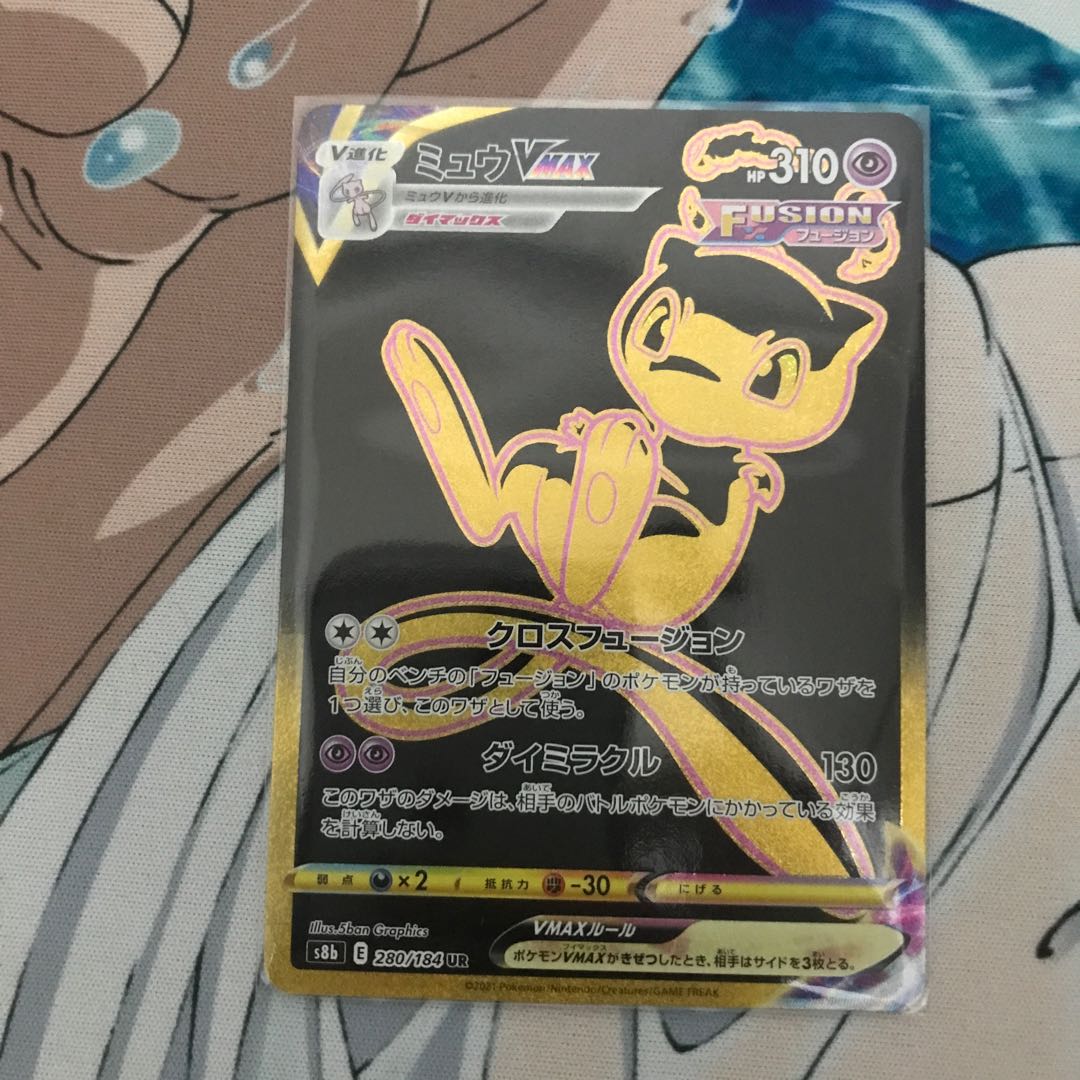 V進化
ミュウVMAX
HP310
ミュウVから進化
ダイマックス
FUSION
フュージョン
クロスフュージョン
自分のベンチの「フュージョン」のポケモンが持っているワザを
1つ選び、このワザとして使う。
ダイミラクル 130
このワザのダメージは、相手のバトルポケモンにかかっている効果
を計算しない。
弱点 ×2 抵抗力 -30 にげる
Illus.5ban Graphics
VMAXルール
s8b E 280/184 UR
ポケモンVMAXがきぜつしたとき、相手はサイドを3枚とる。
©2021 Pokémon/Nintendo/Creatures/GAME FREAK